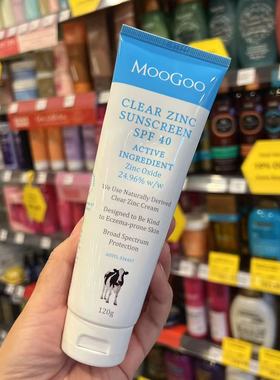 MooGoo
CLEAR ZINC
SUNSCREEN
SPF 40
ACTIVE
INGREDIENT
Zinc Oxide
24.96% w/w
We Use Naturally Derived
Clear Zinc Cream
Designed to Be Kind
to Eczema-prone Skin
Broad Spectrum
Protection
120g